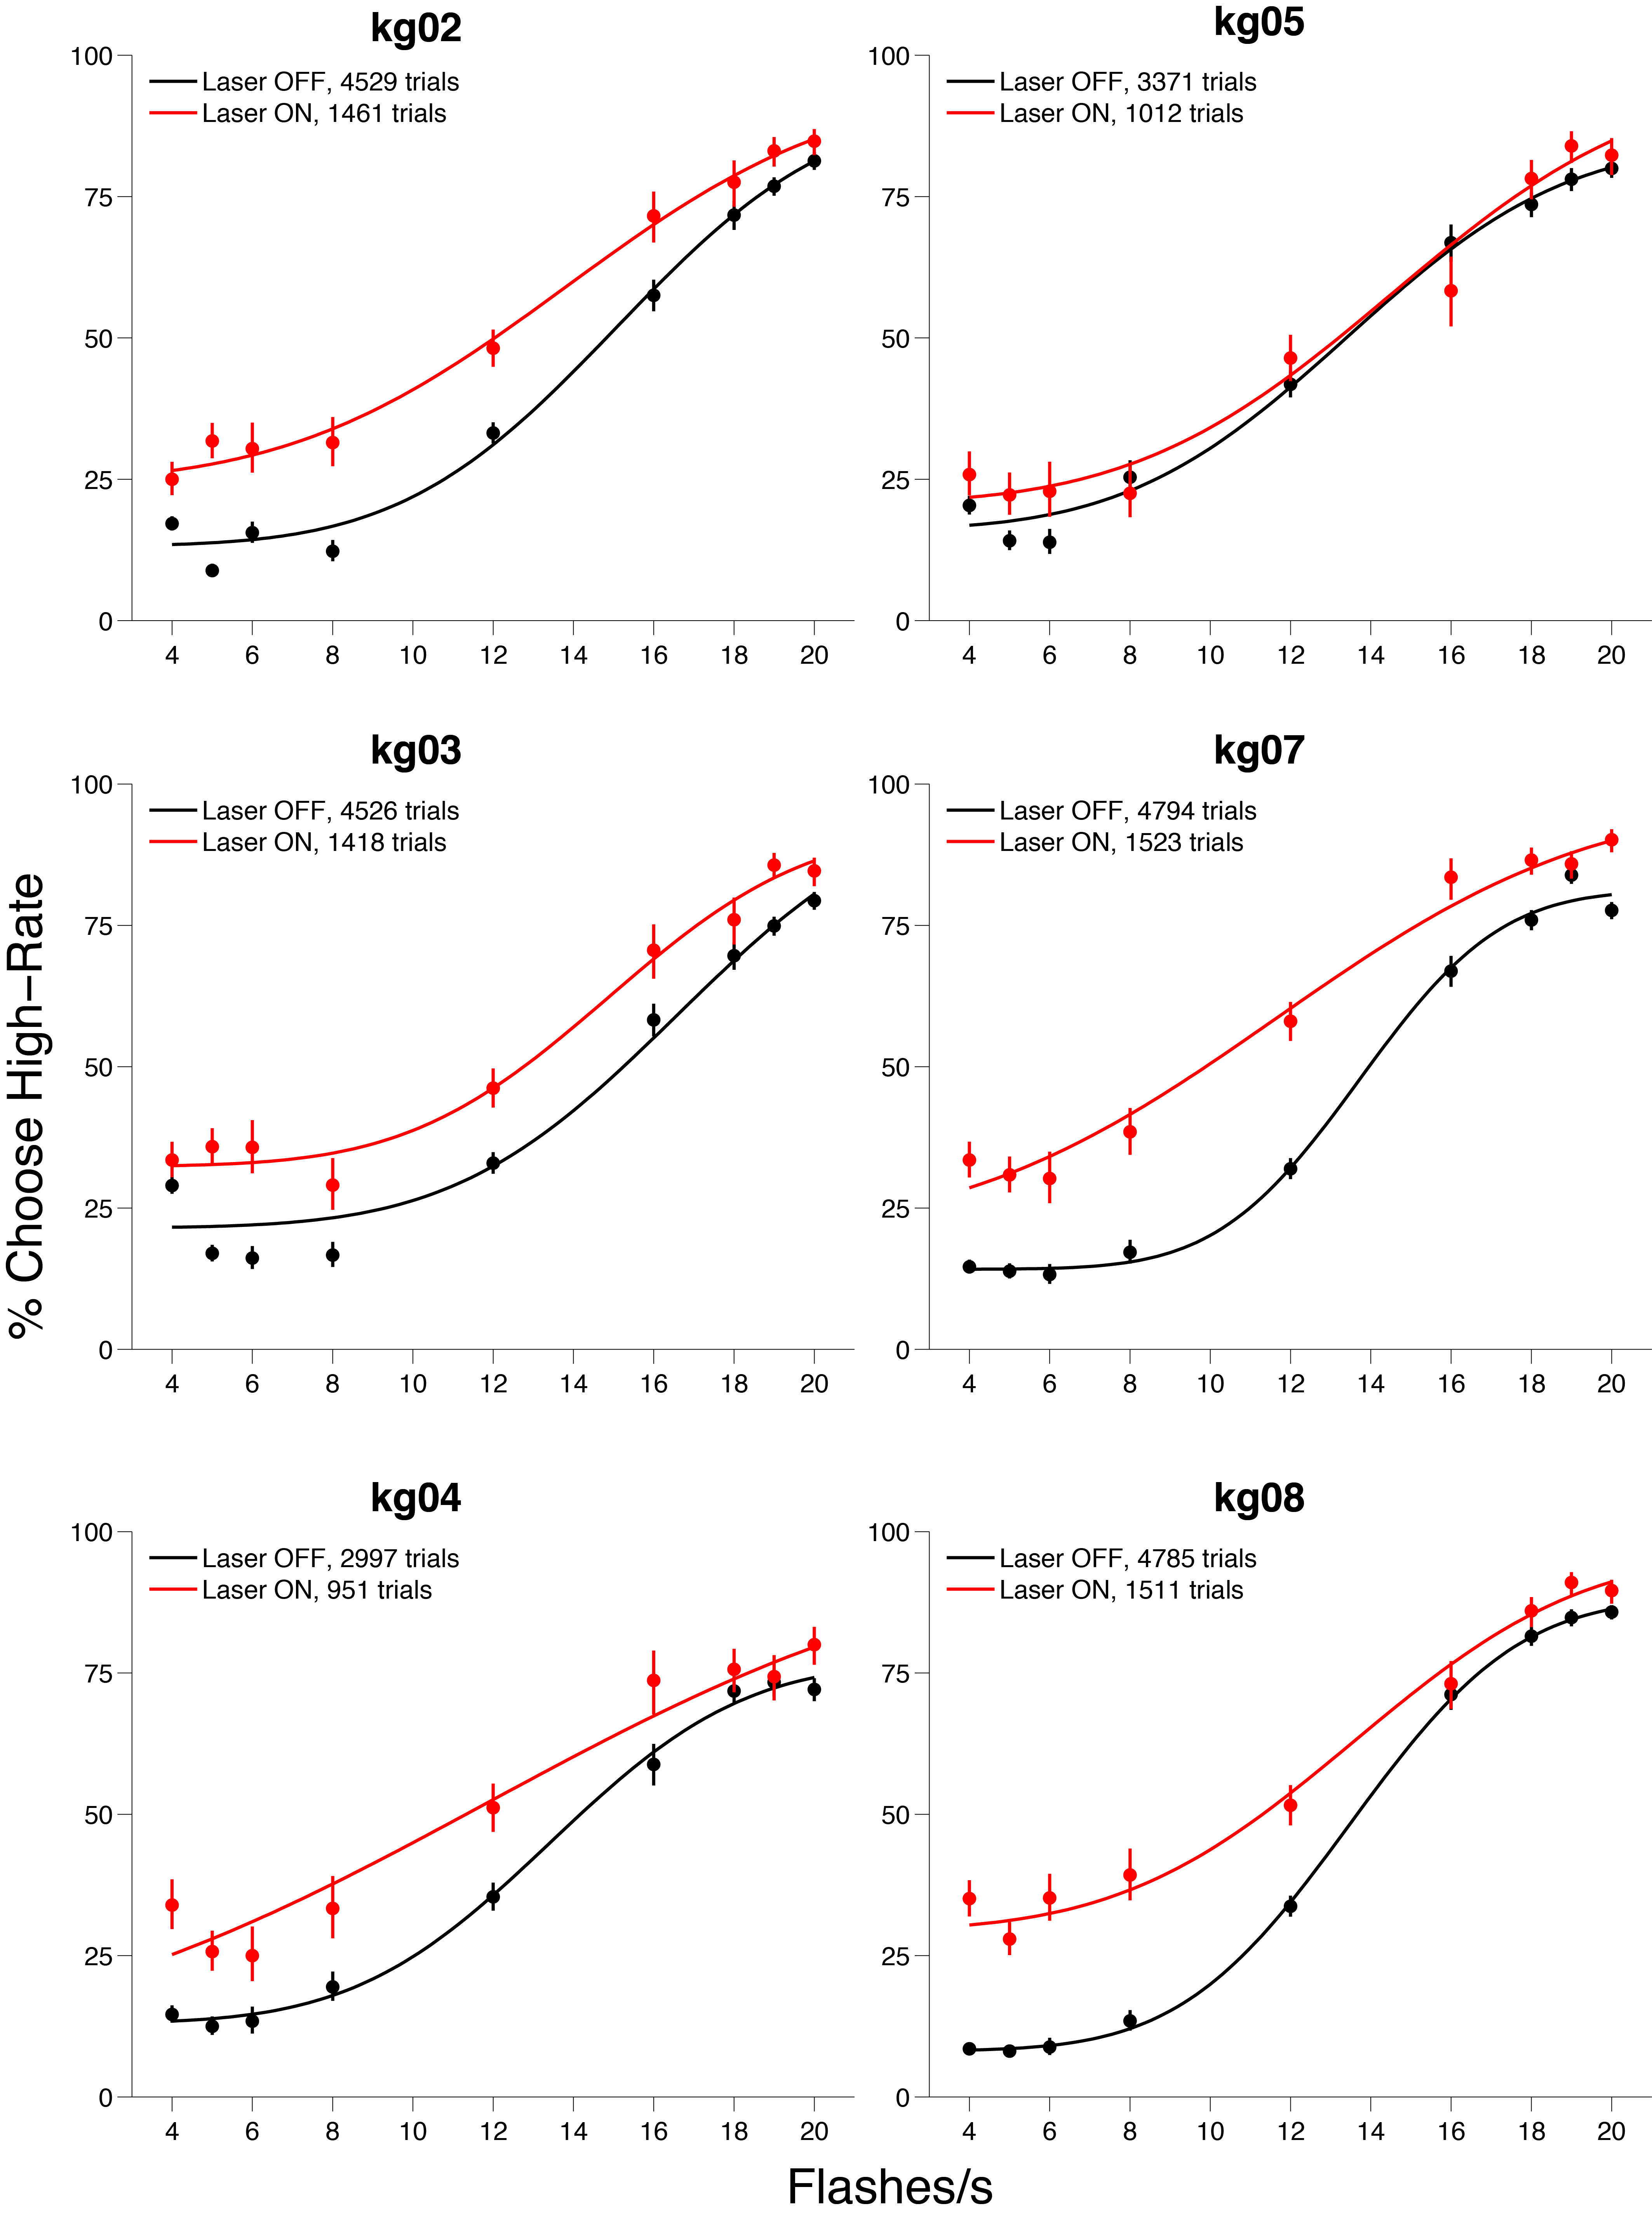 kg02
100
75
50
25
0
Laser OFF, 4529 trials
Laser ON, 1461 trials
4 6 8 10 12 14 16 18 20
kg05
100
75
50
25
0
Laser OFF, 3371 trials
Laser ON, 1012 trials
4 6 8 10 12 14 16 18 20
kg03
100
75
50
25
0
Laser OFF, 4526 trials
Laser ON, 1418 trials
4 6 8 10 12 14 16 18 20
kg07
100
75
50
25
0
Laser OFF, 4794 trials
Laser ON, 1523 trials
4 6 8 10 12 14 16 18 20
% Choose High−Rate
kg04
100
75
50
25
0
Laser OFF, 2997 trials
Laser ON, 951 trials
4 6 8 10 12 14 16 18 20
kg08
100
75
50
25
0
Laser OFF, 4785 trials
Laser ON, 1511 trials
4 6 8 10 12 14 16 18 20
Flashes/s